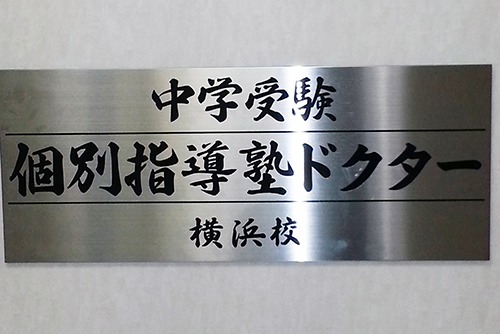 中学受験
個別指導塾ドクター
横浜校